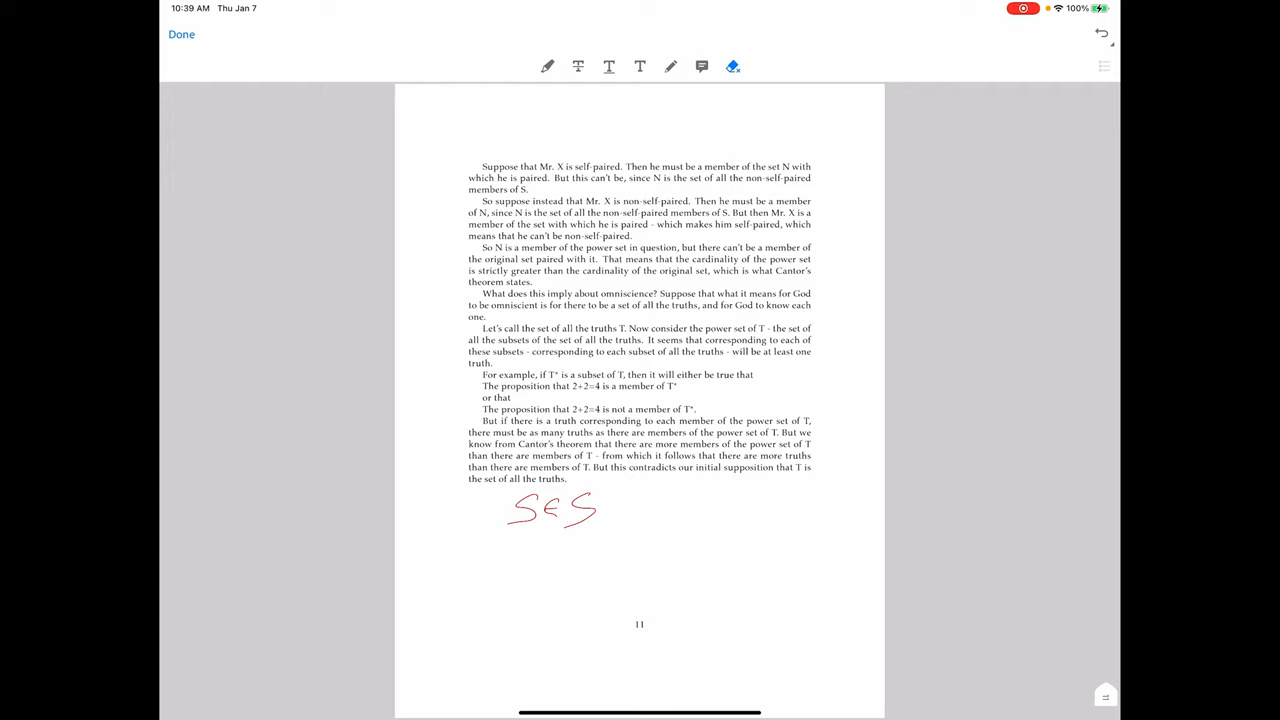 10:39 AM Thu Jan 7
100%
Done
Suppose that Mr. X is self-paired. Then he must be a member of the set N with
which he is paired. But this can't be, since N is the set of all the non-self-paired
members of S.
So suppose instead that Mr. X is non-self-paired. Then he must be a member
of N, since N is the set of all the non-self-paired members of S. But then Mr. X is a
member of the set with which he is paired - which makes him self-paired, which
means that he can't be non-self-paired.
So N is a member of the power set in question, but there can't be a member of
the original set paired with it. That means that the cardinality of the power set
is strictly greater than the cardinality of the original set, which is what Cantor's
theorem states.
What does this imply about omniscience? Suppose that what it means for God
to be omniscient is for there to be a set of all the truths, and for God to know each
one.
Let's call the set of all the truths T. Now consider the power set of T - the set of
all the subsets of the set of all the truths. It seems that corresponding to each of
these subsets - corresponding to each subset of all the truths - will be at least one
truth.
For example, if T* is a subset of T, then it will either be true that
The proposition that 2+2=4 is a member of T*
or that
The proposition that 2+2=4 is not a member of T*.
But if there is a truth corresponding to each member of the power set of T,
there must be as many truths as there are members of the power set of T. But we
know from Cantor's theorem that there are more members of the power set of T
than there are members of T - from which it follows that there are more truths
than there are members of T. But this contradicts our initial supposition that T is
the set of all the truths.
S∈S
11